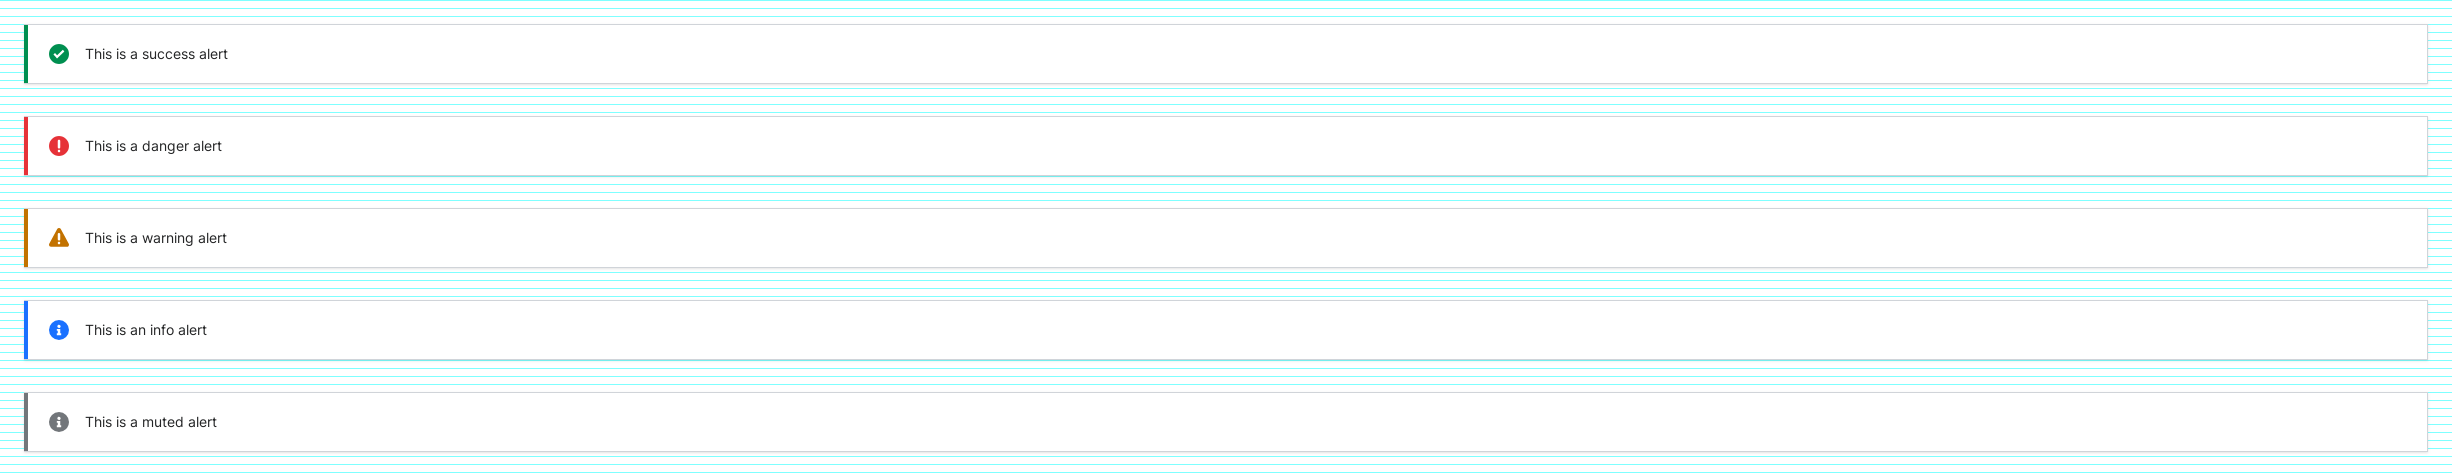 This is a success alert
This is a danger alert
This is a warning alert
This is an info alert
This is a muted alert